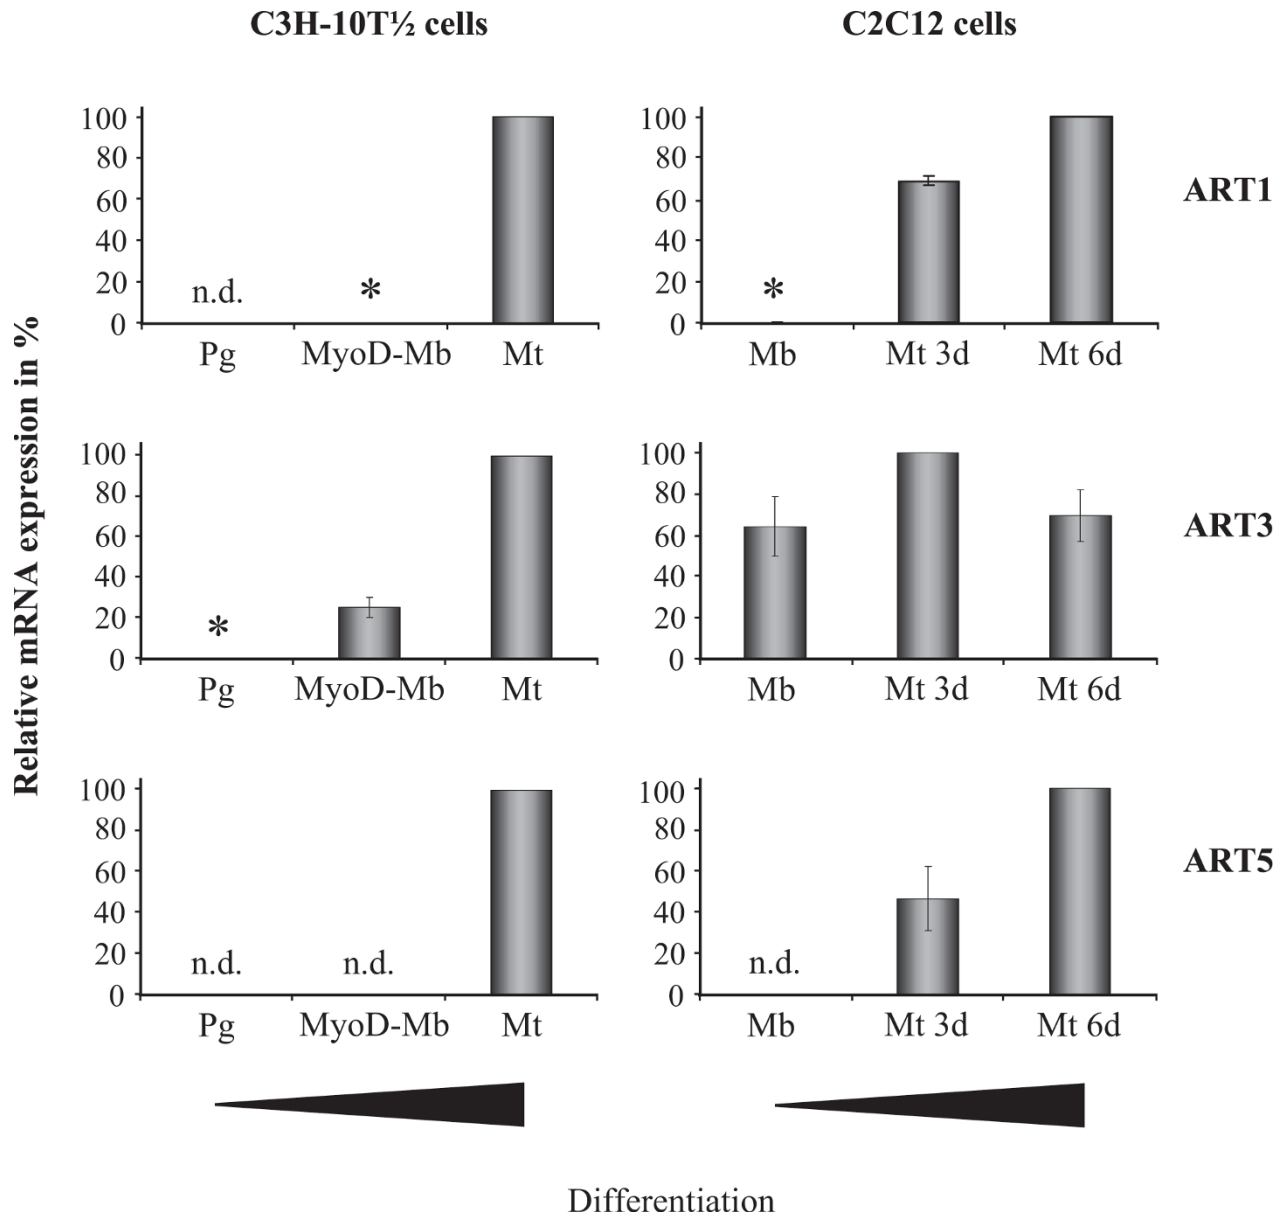 C3H-10T½ cells
C2C12 cells
Relative mRNA expression in %
100
80
60
40
20
0
n.d.
*
Pg
MyoD-Mb
Mt
100
80
60
40
20
0
*
Mb
Mt 3d
Mt 6d
ART1
100
80
60
40
20
0
*
Pg
MyoD-Mb
Mt
100
80
60
40
20
0
Mb
Mt 3d
Mt 6d
ART3
100
80
60
40
20
0
n.d.
n.d.
Pg
MyoD-Mb
Mt
100
80
60
40
20
0
n.d.
Mb
Mt 3d
Mt 6d
ART5
Differentiation